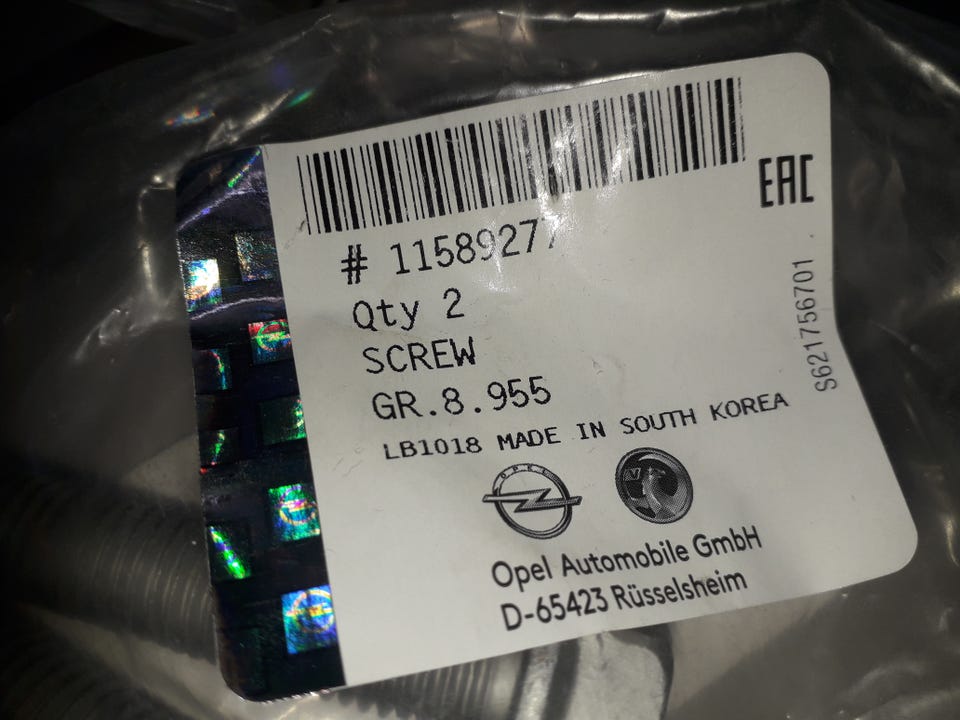 EAC
# 11589277
Qty 2
SCREW
GR.8.955
S621756701
LB1018 MADE IN SOUTH KOREA
OPEL
Opel Automobile GmbH
D-65423 Rüsselsheim